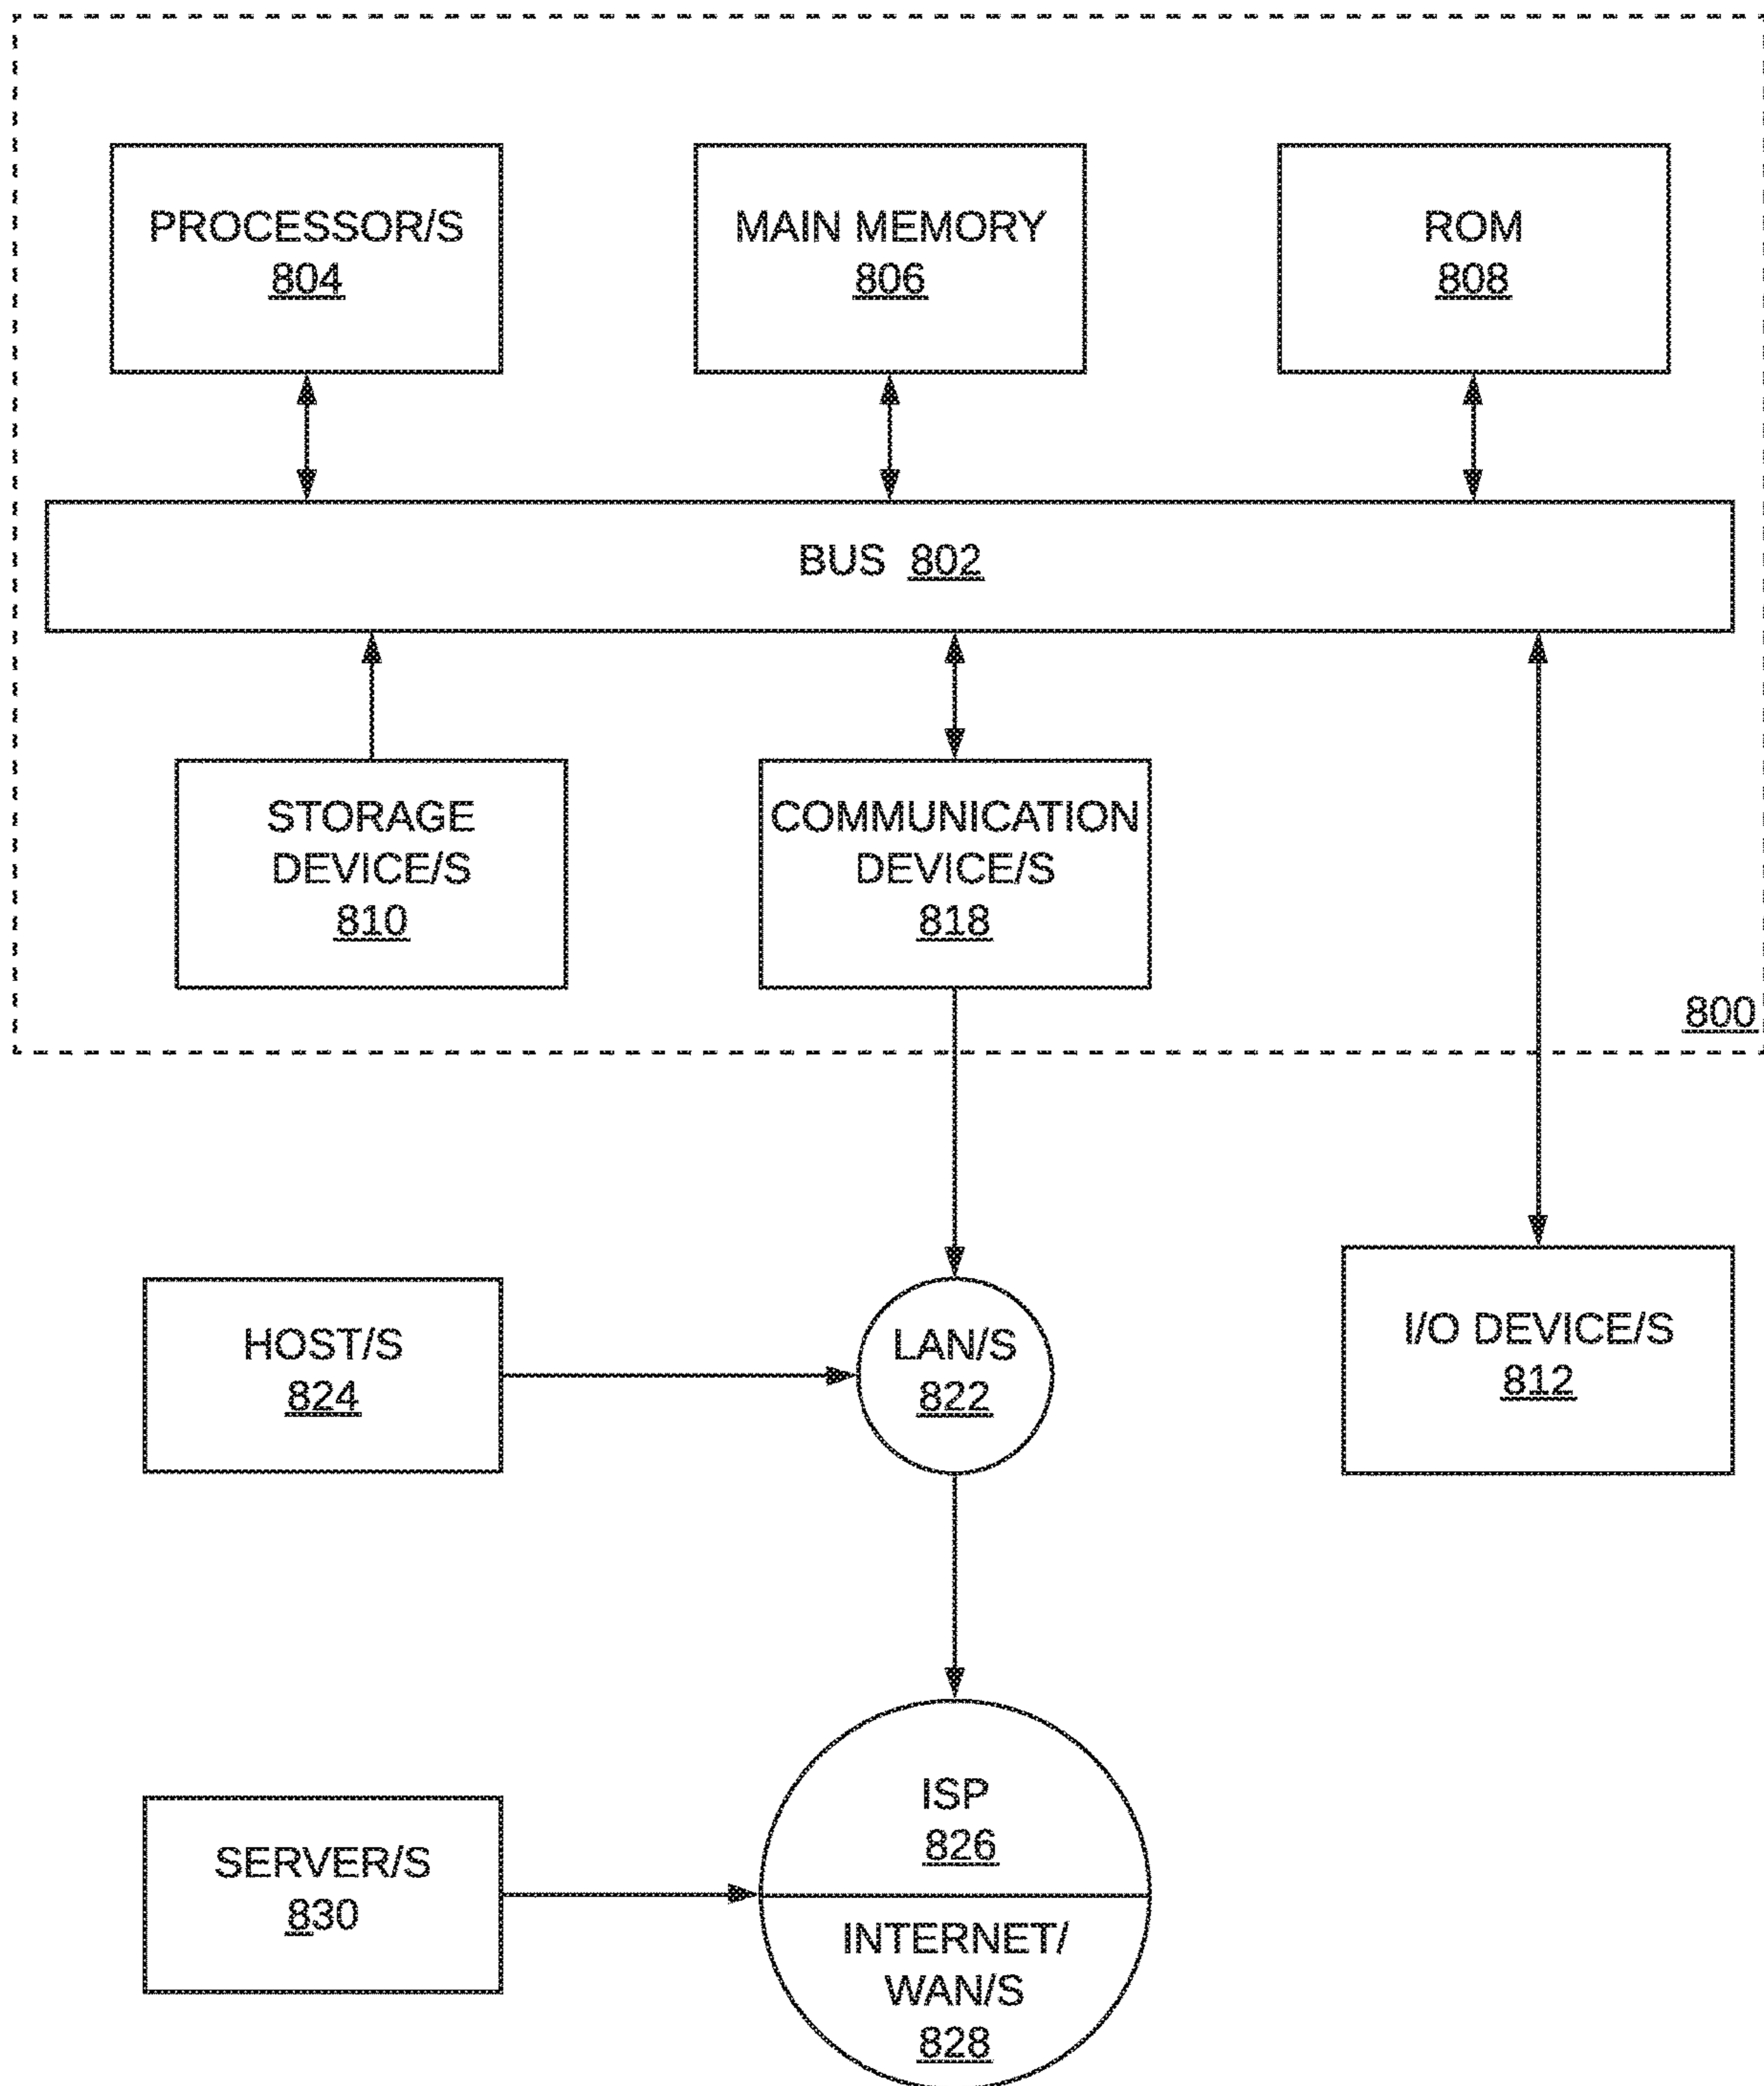 PROCESSOR/S
804
MAIN MEMORY
806
ROM
808
BUS 802
STORAGE
DEVICE/S
810
COMMUNICATION
DEVICE/S
818
800
HOST/S
824
LAN/S
822
I/O DEVICE/S
812
ISP
826
SERVER/S
830
INTERNET/
WAN/S
828